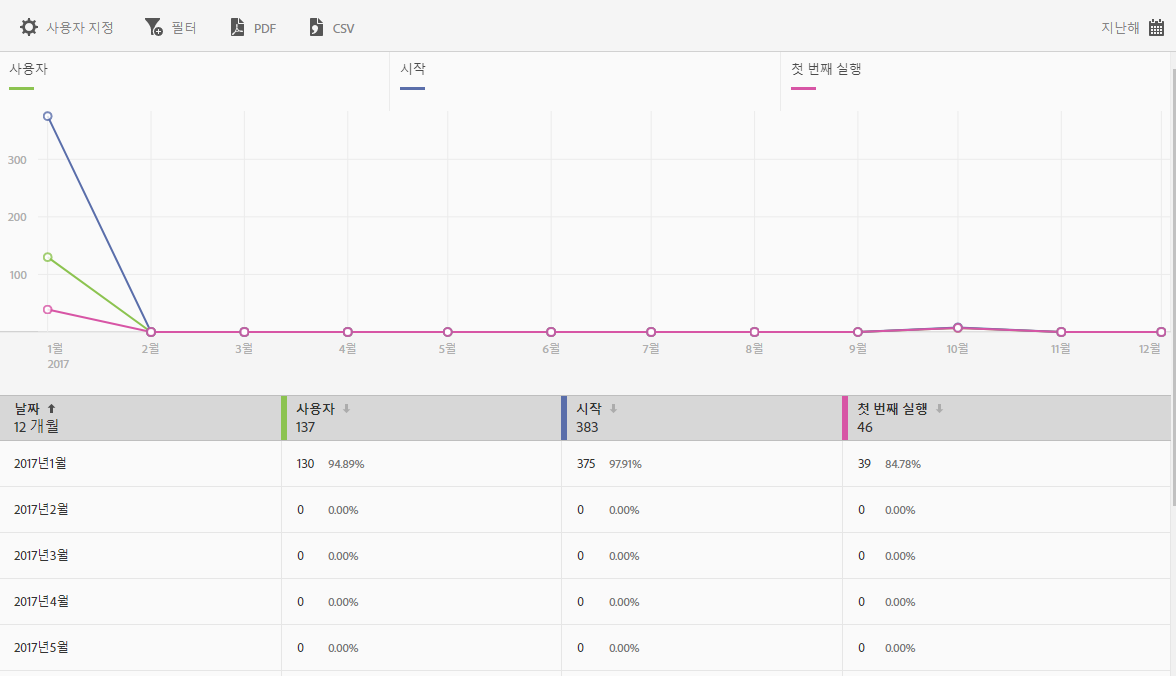 사용자 지정 필터 PDF CSV 지난해
사용자 시작 첫 번째 실행
300
200
100
1월 2월 3월 4월 5월 6월 7월 8월 9월 10월 11월 12월
2017
날짜 사용자 시작 첫 번째 실행
12 개월 137 383 46
2017년1월 130 94.89% 375 97.91% 39 84.78%
2017년2월 0 0.00% 0 0.00% 0 0.00%
2017년3월 0 0.00% 0 0.00% 0 0.00%
2017년4월 0 0.00% 0 0.00% 0 0.00%
2017년5월 0 0.00% 0 0.00% 0 0.00%